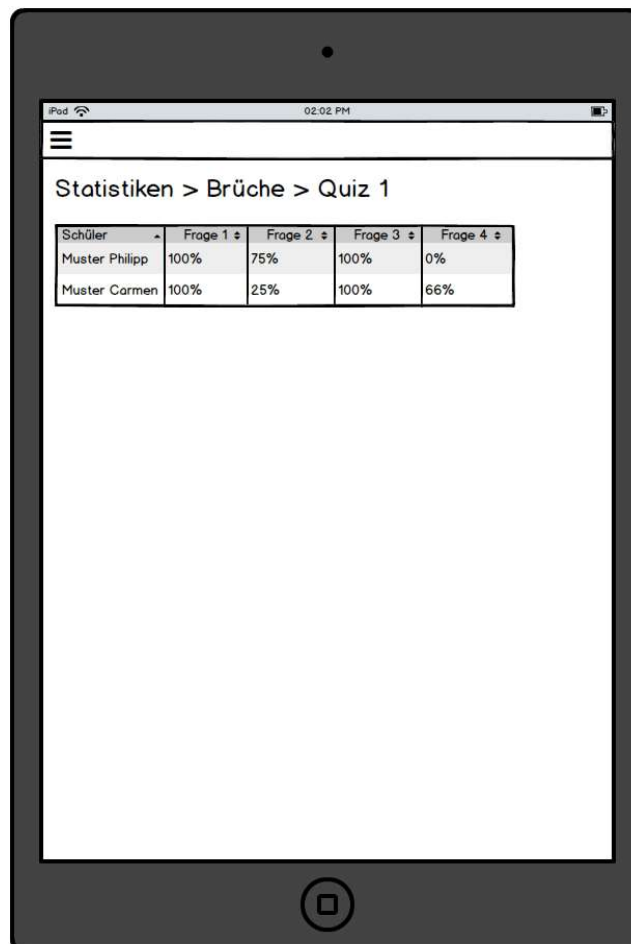 iPod 02:02 PM
Statistiken > Brüche > Quiz 1
Schüler Frage 1 Frage 2 Frage 3 Frage 4
Muster Philipp 100% 75% 100% 0%
Muster Carmen 100% 25% 100% 66%